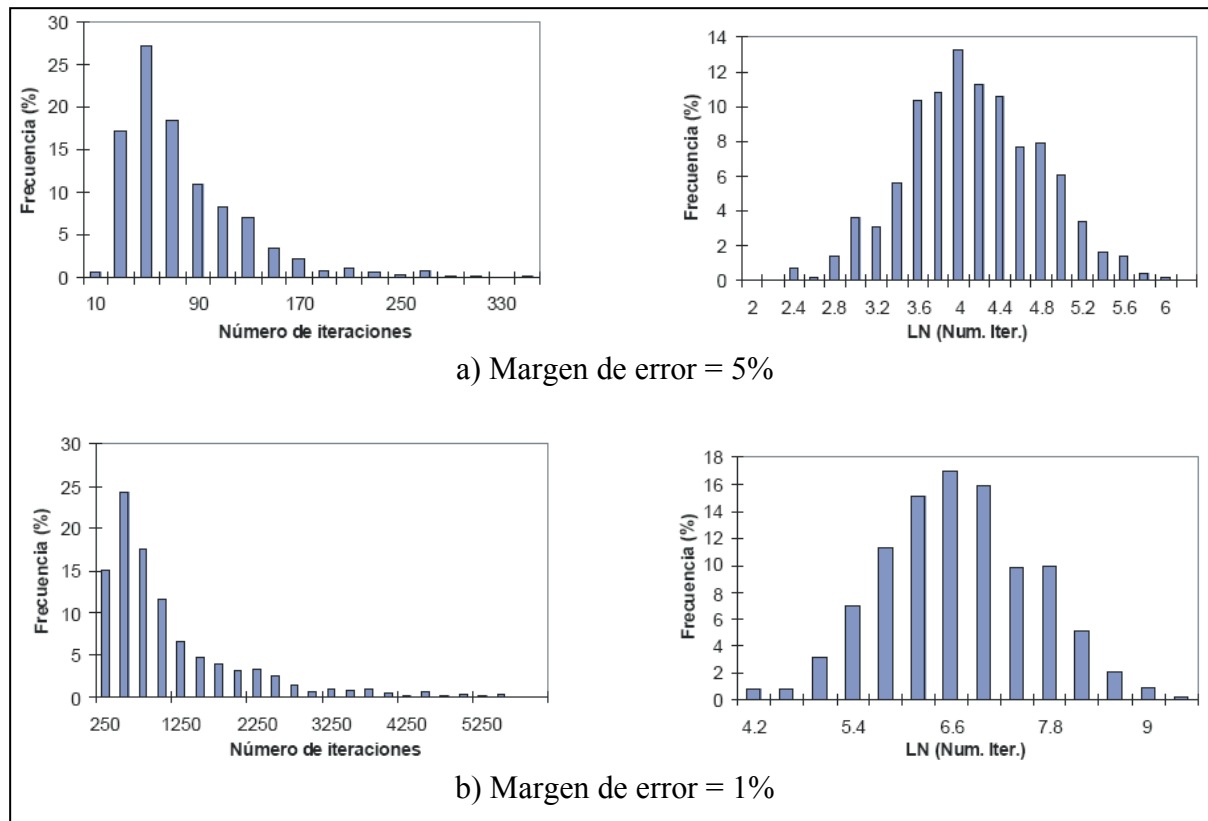 30
25
20
15
10
5
0
Frecuencia (%)
10 90 170 250 330
Número de iteraciones
14
12
10
8
6
4
2
0
Frecuencia (%)
2 2.4 2.8 3.2 3.6 4 4.4 4.8 5.2 5.6 6
LN (Num. Iter.)
a) Margen de error = 5%
30
25
20
15
10
5
0
Frecuencia (%)
250 1250 2250 3250 4250 5250
Número de iteraciones
18
16
14
12
10
8
6
4
2
0
Frecuencia (%)
4.2 5.4 6.6 7.8 9
LN (Num. Iter.)
b) Margen de error = 1%